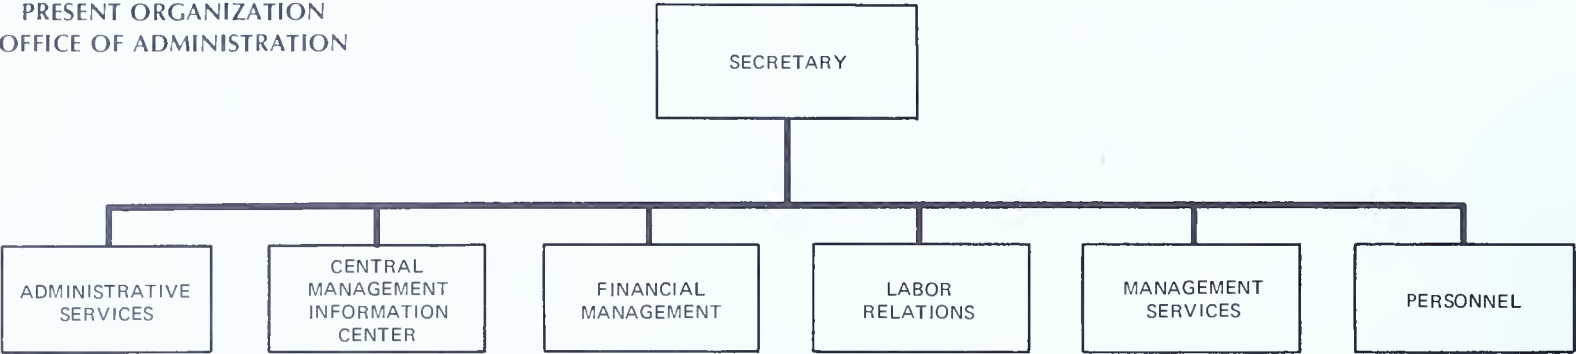 PRESENT ORGANIZATION
OFFICE OF ADMINISTRATION
SECRETARY
ADMINISTRATIVE
SERVICES
CENTRAL
MANAGEMENT
INFORMATION
CENTER
FINANCIAL
MANAGEMENT
LABOR
RELATIONS
MANAGEMENT
SERVICES
PERSONNEL